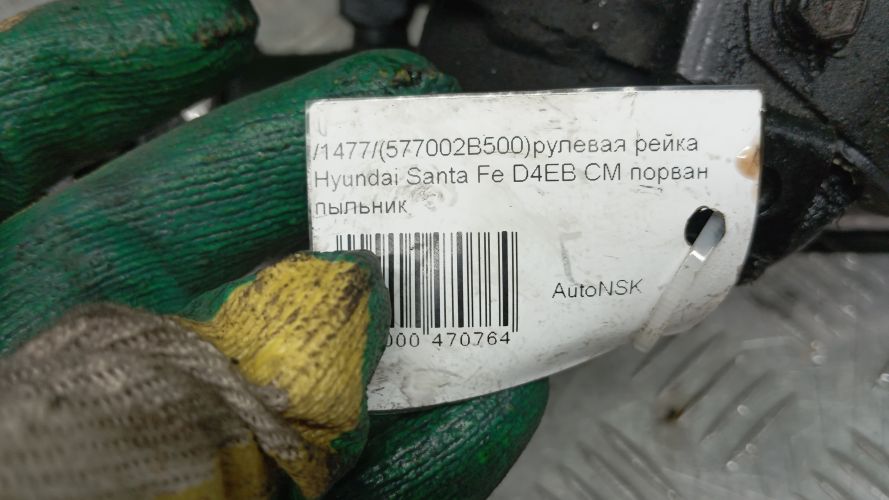 /1477/(577002B500)рулевая рейка
Hyundai Santa Fe D4EB CM порван
пыльник
AutoNSK
000 470764